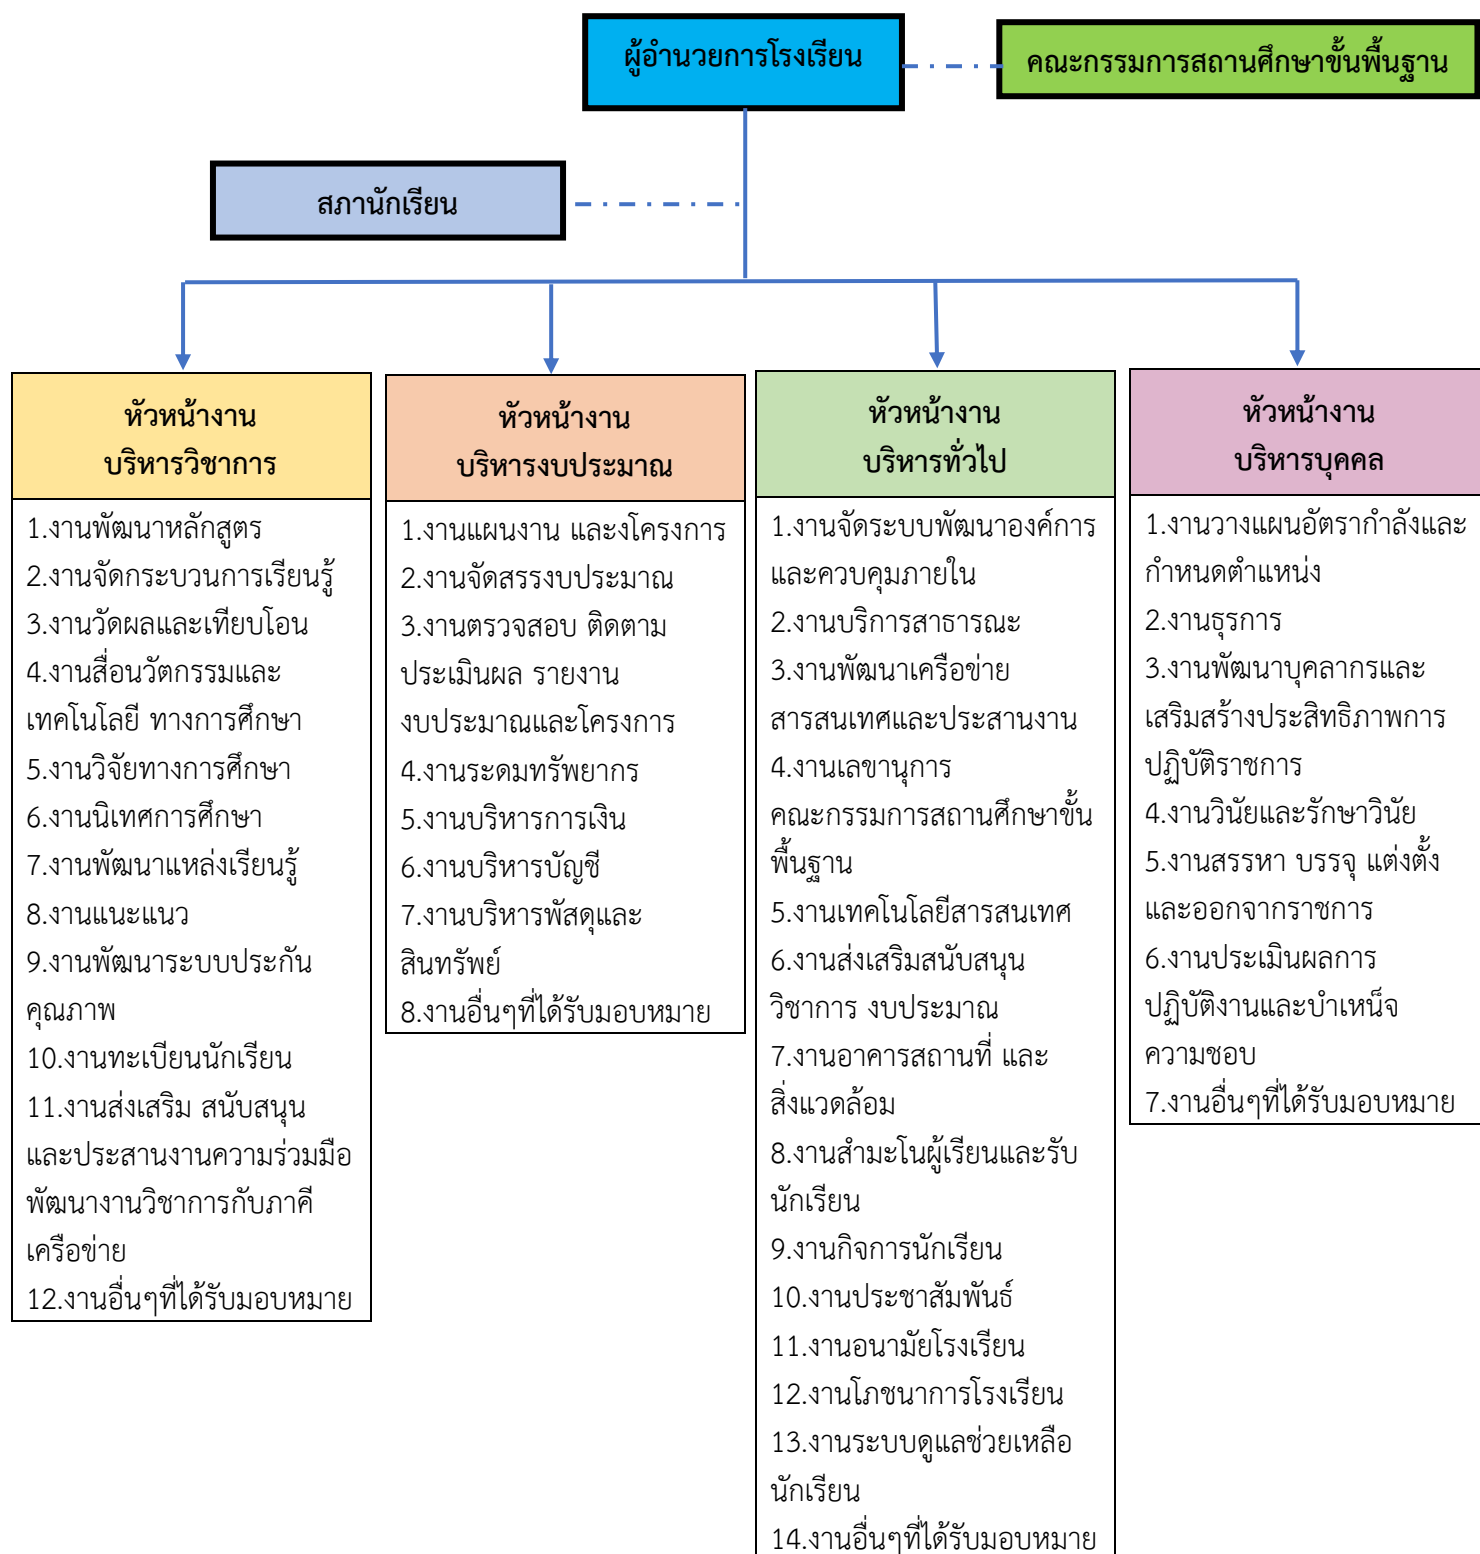 ผู้อำนวยการโรงเรียน
คณะกรรมการสถานศึกษาขั้นพื้นฐาน
สภานักเรียน
หัวหน้างาน
บริหารวิชาการ
1.งานพัฒนาหลักสูตร
2.งานจัดกระบวนการเรียนรู้
3.งานวัดผลและเทียบโอน
4.งานสื่อนวัตกรรมและ
เทคโนโลยี ทางการศึกษา
5.งานวิจัยทางการศึกษา
6.งานนิเทศการศึกษา
7.งานพัฒนาแหล่งเรียนรู้
8.งานแนะแนว
9.งานพัฒนาระบบประกัน
คุณภาพ
10.งานทะเบียนนักเรียน
11.งานส่งเสริม สนับสนุน
และประสานงานความร่วมมือ
พัฒนางานวิชาการกับภาคี
เครือข่าย
12.งานอื่นๆที่ได้รับมอบหมาย
หัวหน้างาน
บริหารงบประมาณ
1.งานแผนงาน และงโครงการ
2.งานจัดสรรงบประมาณ
3.งานตรวจสอบ ติดตาม
ประเมินผล รายงาน
งบประมาณและโครงการ
4.งานระดมทรัพยากร
5.งานบริหารการเงิน
6.งานบริหารบัญชี
7.งานบริหารพัสดุและ
สินทรัพย์
8.งานอื่นๆที่ได้รับมอบหมาย
หัวหน้างาน
บริหารทั่วไป
1.งานจัดระบบพัฒนาองค์การ
และควบคุมภายใน
2.งานบริการสาธารณะ
3.งานพัฒนาเครือข่าย
สารสนเทศและประสานงาน
4.งานเลขานุการ
คณะกรรมการสถานศึกษาขั้น
พื้นฐาน
5.งานเทคโนโลยีสารสนเทศ
6.งานส่งเสริมสนับสนุน
วิชาการ งบประมาณ
7.งานอาคารสถานที่ และ
สิ่งแวดล้อม
8.งานสำมะโนผู้เรียนและรับ
นักเรียน
9.งานกิจการนักเรียน
10.งานประชาสัมพันธ์
11.งานอนามัยโรงเรียน
12.งานโภชนาการโรงเรียน
13.งานระบบดูแลช่วยเหลือ
นักเรียน
14.งานอื่นๆที่ได้รับมอบหมาย
หัวหน้างาน
บริหารบุคคล
1.งานวางแผนอัตรากำลังและ
กำหนดตำแหน่ง
2.งานธุรการ
3.งานพัฒนาบุคลากรและ
เสริมสร้างประสิทธิภาพการ
ปฏิบัติราชการ
4.งานวินัยและรักษาวินัย
5.งานสรรหา บรรจุ แต่งตั้ง
และออกจากราชการ
6.งานประเมินผลการ
ปฏิบัติงานและบำเหน็จ
ความชอบ
7.งานอื่นๆที่ได้รับมอบหมาย